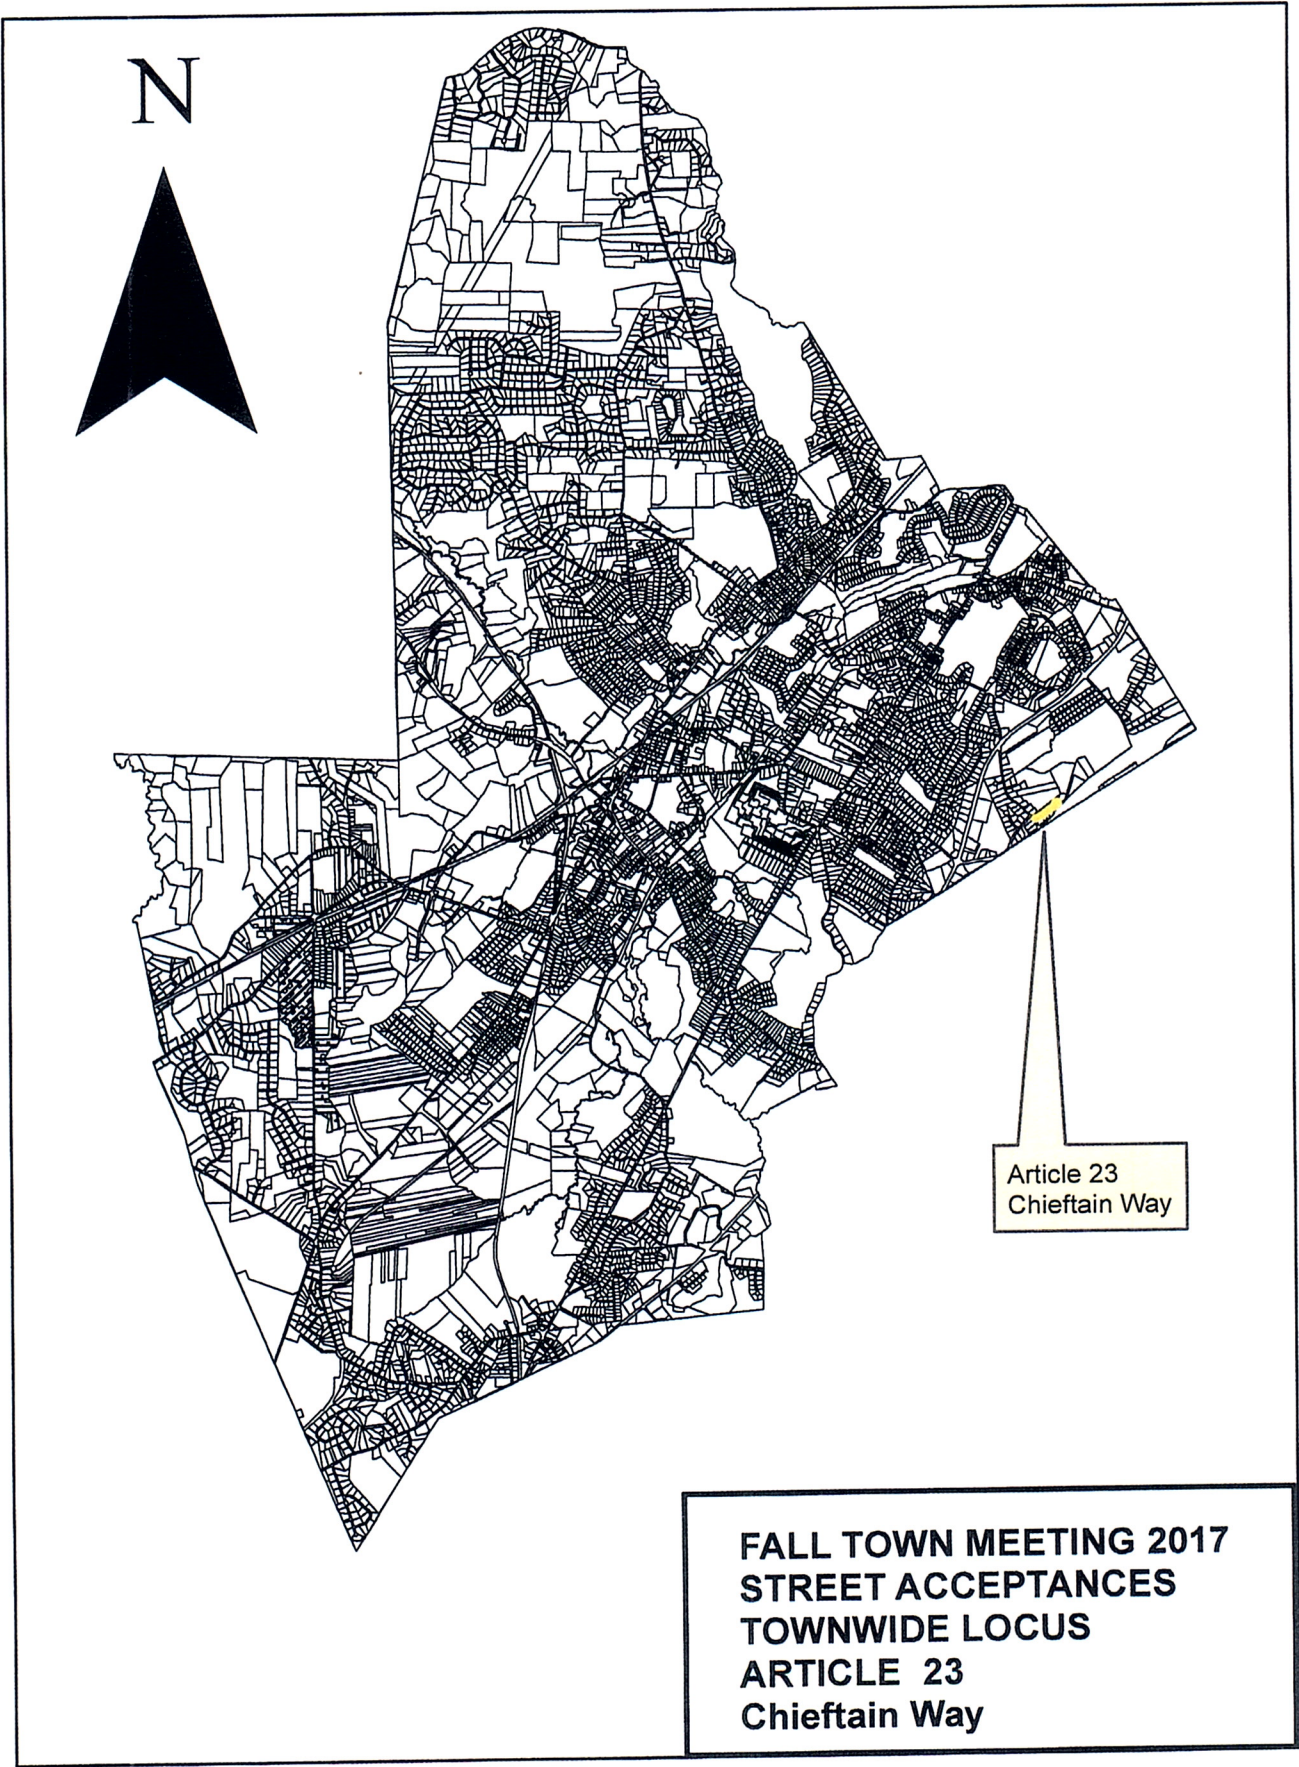 N
Article 23
Chieftain Way
FALL TOWN MEETING 2017
STREET ACCEPTANCES
TOWNWIDE LOCUS
ARTICLE 23
Chieftain Way